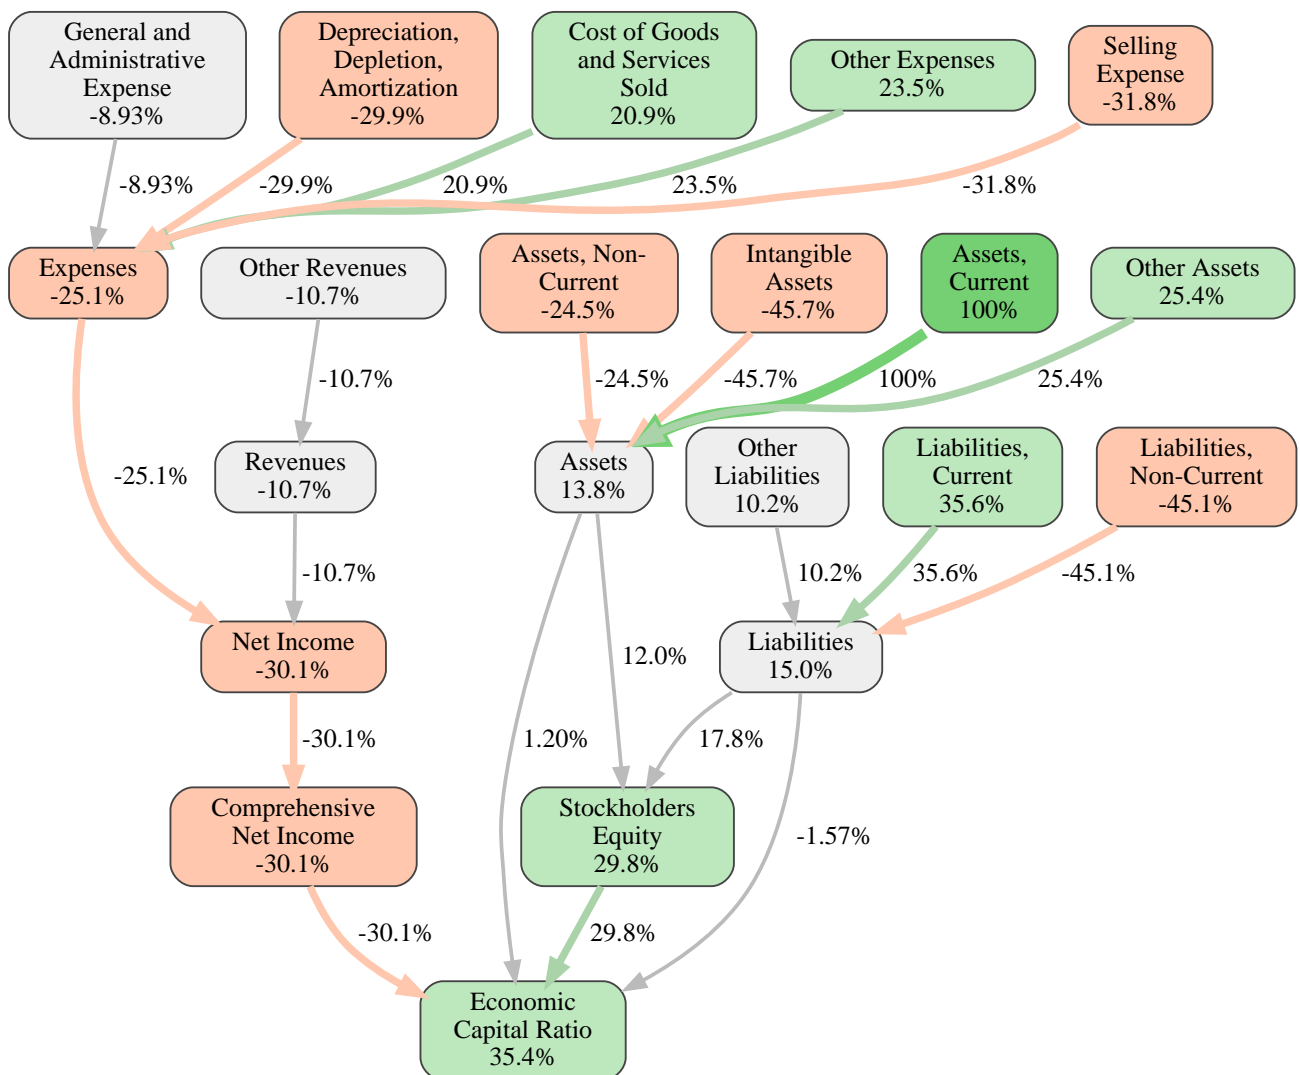 General and
Administrative
Expense
-8.93%
Depreciation,
Depletion,
Amortization
-29.9%
Cost of Goods
and Services
Sold
20.9%
Other Expenses
23.5%
Selling
Expense
-31.8%
-8.93%
-29.9%
20.9%
23.5%
-31.8%
Expenses
-25.1%
Other Revenues
-10.7%
Assets, Non-
Current
-24.5%
Intangible
Assets
-45.7%
Assets,
Current
100%
Other Assets
25.4%
-10.7%
-24.5%
-45.7%
100%
25.4%
-25.1%
Revenues
-10.7%
Assets
13.8%
Other
Liabilities
10.2%
Liabilities,
Current
35.6%
Liabilities,
Non-Current
-45.1%
-10.7%
10.2%
35.6%
-45.1%
Net Income
-30.1%
12.0%
Liabilities
15.0%
-30.1%
1.20%
17.8%
Comprehensive
Net Income
-30.1%
Stockholders
Equity
29.8%
-1.57%
-30.1%
29.8%
Economic
Capital Ratio
35.4%